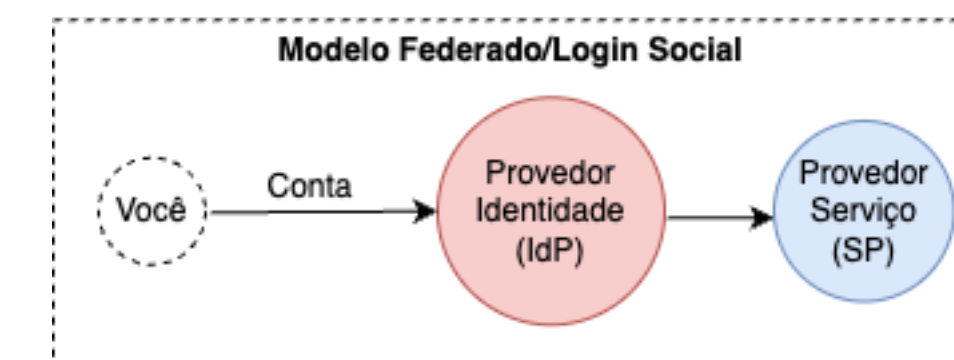 Modelo Federado/Login Social
Você
Conta
Provedor
Identidade
(IdP)
Provedor
Serviço
(SP)